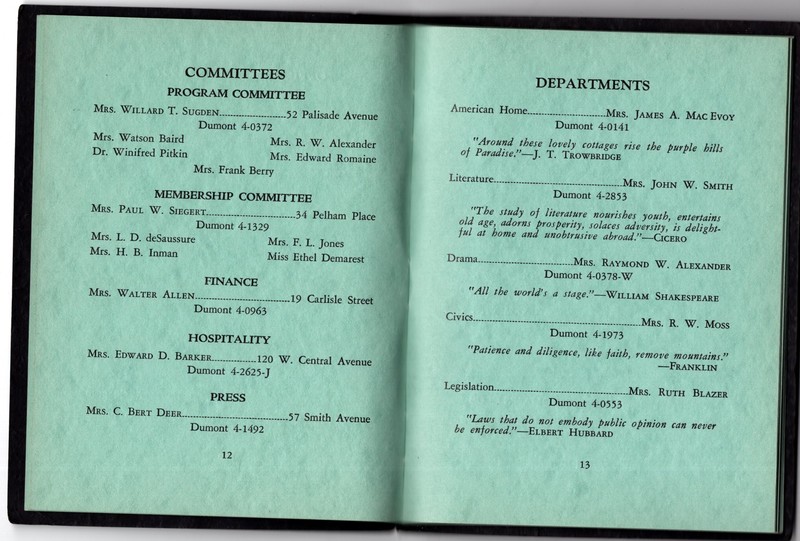 COMMITTEES
PROGRAM COMMITTEE
Mrs. Willard T. Sugden........................52 Palisade Avenue
Dumont 4-0372
Mrs. Watson Baird Mrs. R. W. Alexander
Dr. Winifred Pitkin Mrs. Edward Romaine
Mrs. Frank Berry
MEMBERSHIP COMMITTEE
Mrs. Paul W. Siegert..............................34 Pelham Place
Dumont 4-1329
Mrs. L. D. deSaussure Mrs. F. L. Jones
Mrs. H. B. Inman Miss Ethel Demarest
FINANCE
Mrs. Walter Allen................................19 Carlisle Street
Dumont 4-0963
HOSPITALITY
Mrs. Edward D. Barker...............120 W. Central Avenue
Dumont 4-2625-J
PRESS
Mrs. C. Bert Deer.....................................57 Smith Avenue
Dumont 4-1492
12
DEPARTMENTS
American Home..........................Mrs. James A. Mac Evoy
Dumont 4-0141
"Around these lovely cottages rise the purple hills
of Paradise."—J. T. Trowbridge
Literature...........................................Mrs. John W. Smith
Dumont 4-2853
"The study of literature nourishes youth, entertains
old age, adorns prosperity, solaces adversity, is delight-
ful at home and unobtrusive abroad."—Cicero
Drama................................Mrs. Raymond W. Alexander
Dumont 4-0378-W
"All the world's a stage."—William Shakespeare
Civics........................................................Mrs. R. W. Moss
Dumont 4-1973
"Patience and diligence, like faith, remove mountains."
—Franklin
Legislation.............................................Mrs. Ruth Blazer
Dumont 4-0553
"Laws that do not embody public opinion can never
be enforced."—Elbert Hubbard
13